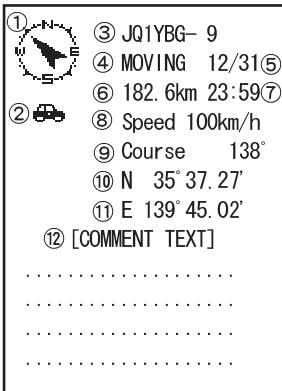 ①
N
W E
S
③ JQ1YBG- 9
④ MOVING 12/31⑤
⑥ 182.6km 23:59⑦
②
⑧ Speed 100km/h
⑨ Course 138°
⑩ N 35°37.27'
⑪ E 139°45.02'
⑫ [COMMENT TEXT]
.....................
.....................
.....................
.....................